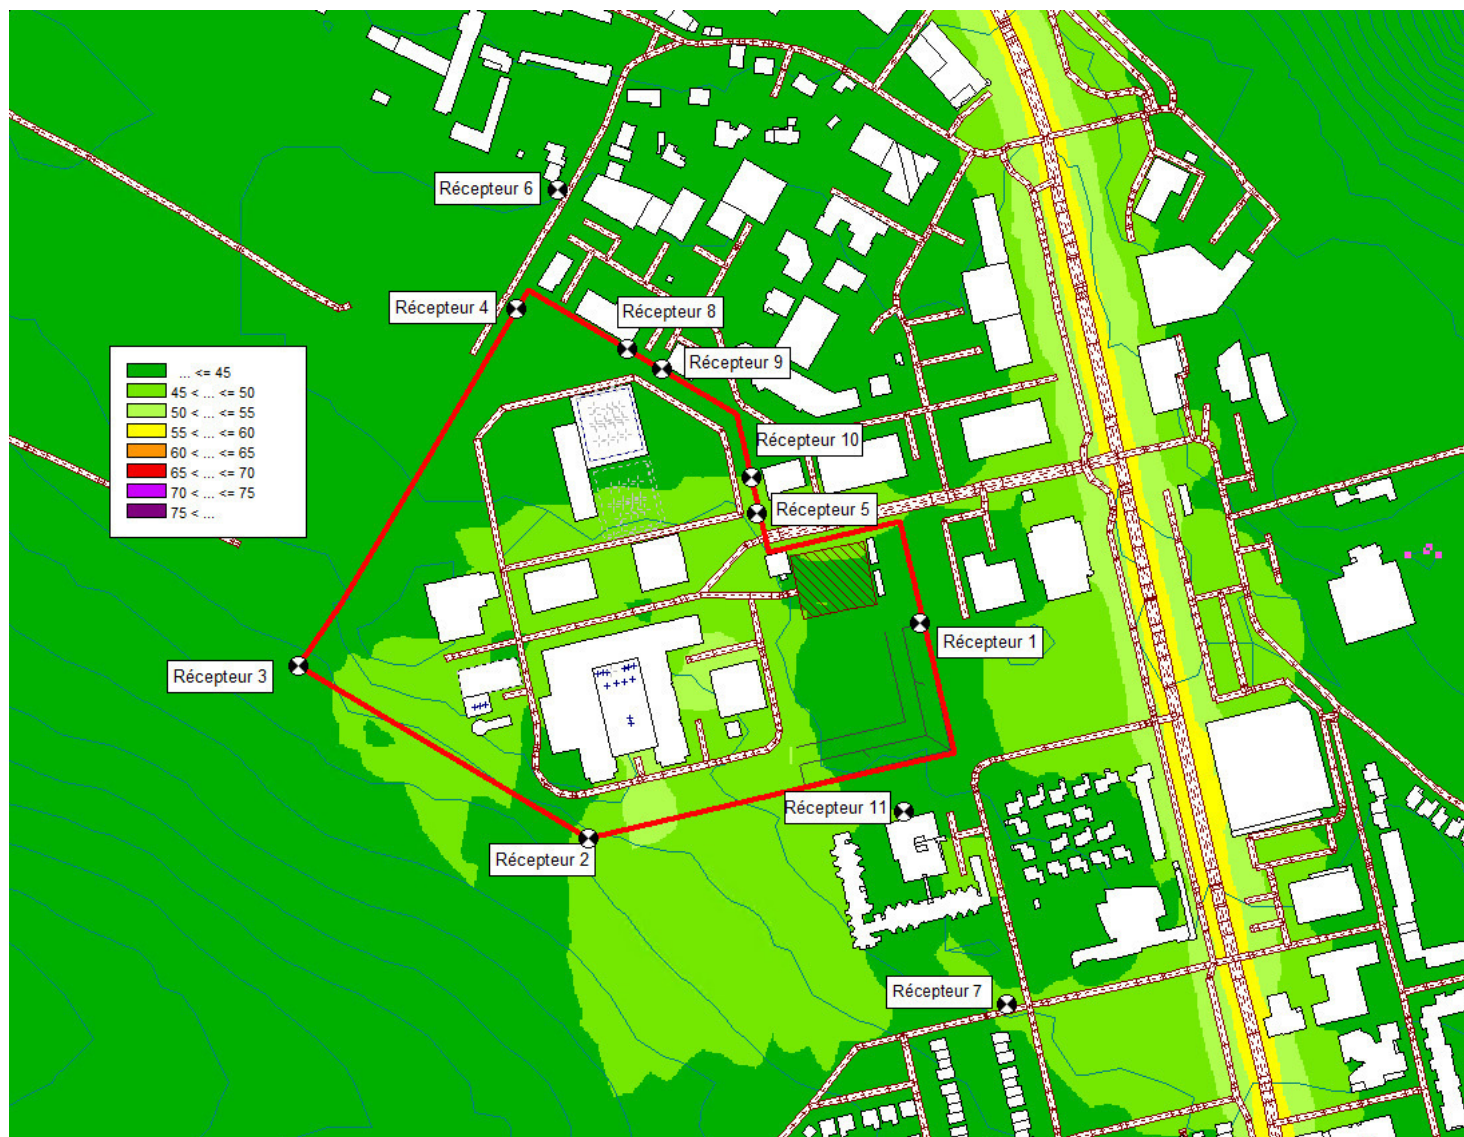 Récepteur 6
Récepteur 4
Récepteur 8
Récepteur 9
... <= 45
45 < ... <= 50
50 < ... <= 55
55 < ... <= 60
60 < ... <= 65
65 < ... <= 70
70 < ... <= 75
75 < ...
Récepteur 10
Récepteur 5
Récepteur 1
Récepteur 3
Récepteur 11
Récepteur 2
Récepteur 7